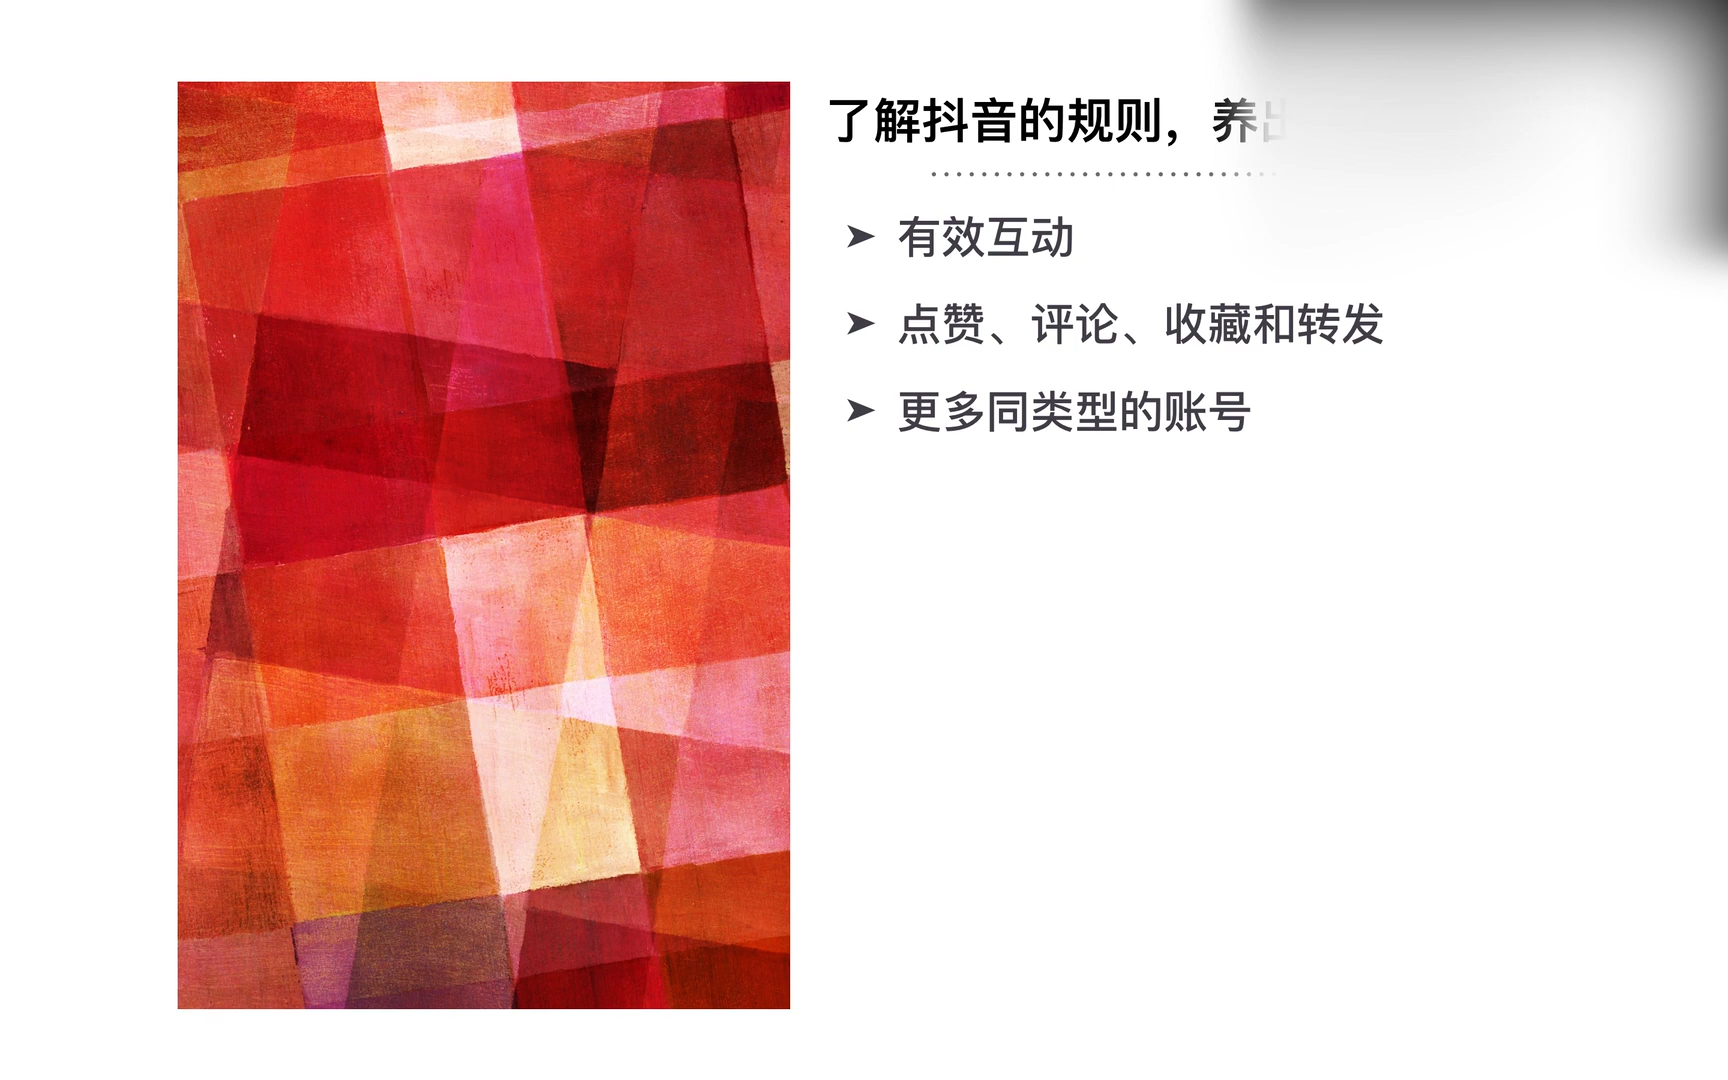 了解抖音的规则，养
有效互动
点赞、评论、收藏和转发
更多同类型的账号